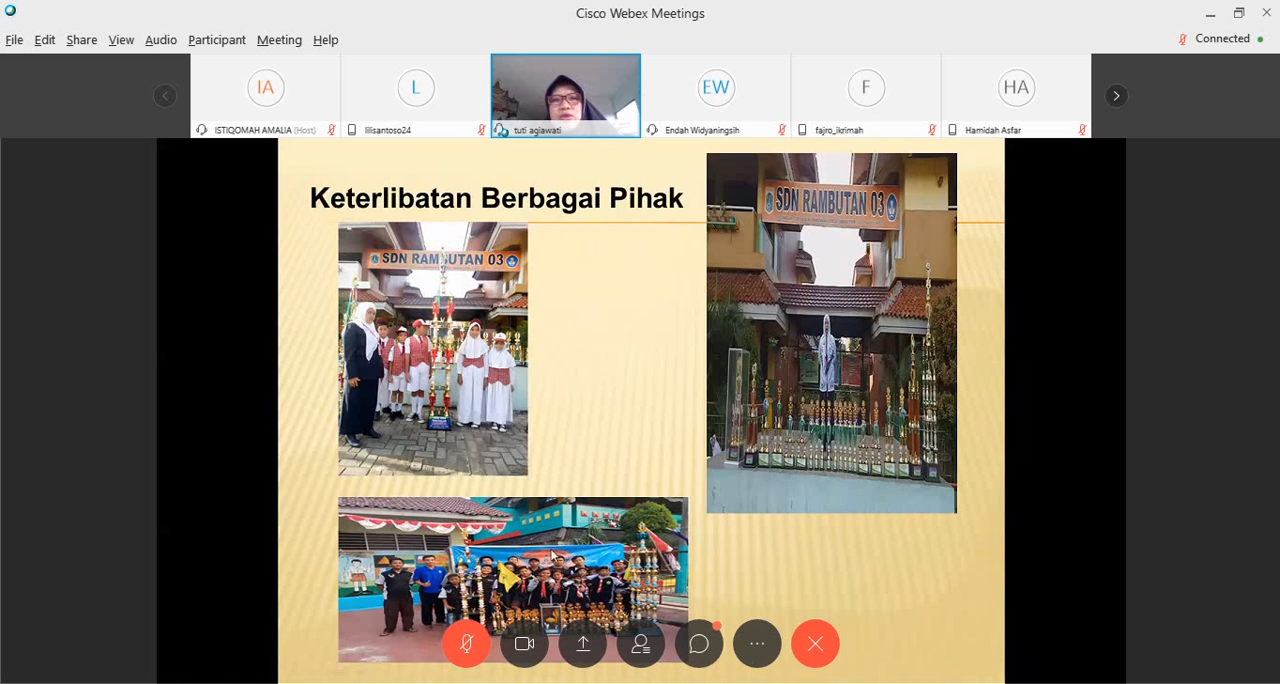 Cisco Webex Meetings
File Edit Share View Audio Participant Meeting Help
Connected
IA
L
EW
F
HA
ISTIQOMAH AMALIA (Host)
lilisantoso24
tuti agiawati
Endah Widyaningsih
fajro_ikrimah
Hamidah Asfar
Keterlibatan Berbagai Pihak
SDN RAMBUTAN 03
SDN RAMBUTAN 03